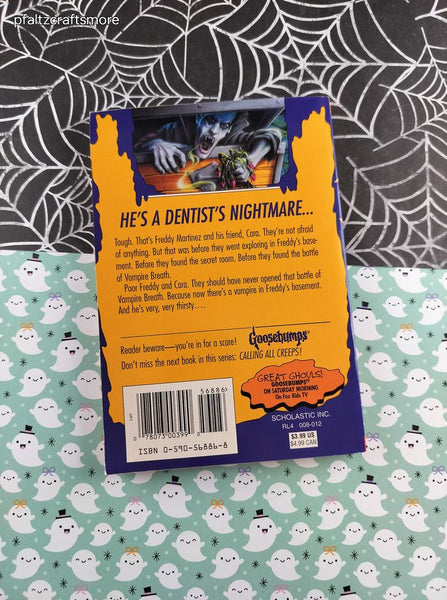 pfaltzcraftsmore
HE'S A DENTIST'S NIGHTMARE...
Tough. That's Freddy Martinez and his friend, Cara. They're not afraid
of anything. But that was before they went exploring in Freddy's base-
ment. Before they found the secret room. Before they found the bottle
of Vampire Breath.
Poor Freddy and Cara. They should have never opened that bottle of
Vampire Breath. Because now there's a vampire in Freddy's basement.
And he's very, very thirsty....
Reader beware—you're in for a scare! Goosebumps®
Don't miss the next book in this series: CALLING ALL CREEPS!
GREAT GHOULS!
GOOSEBUMPS®
ON SATURDAY MORNING
On Fox Kids TV
56886
0 78073 00399
ISBN 0-590-56886-8
SCHOLASTIC INC.
RL4 008-012
$3.99 US
$4.99 CAN